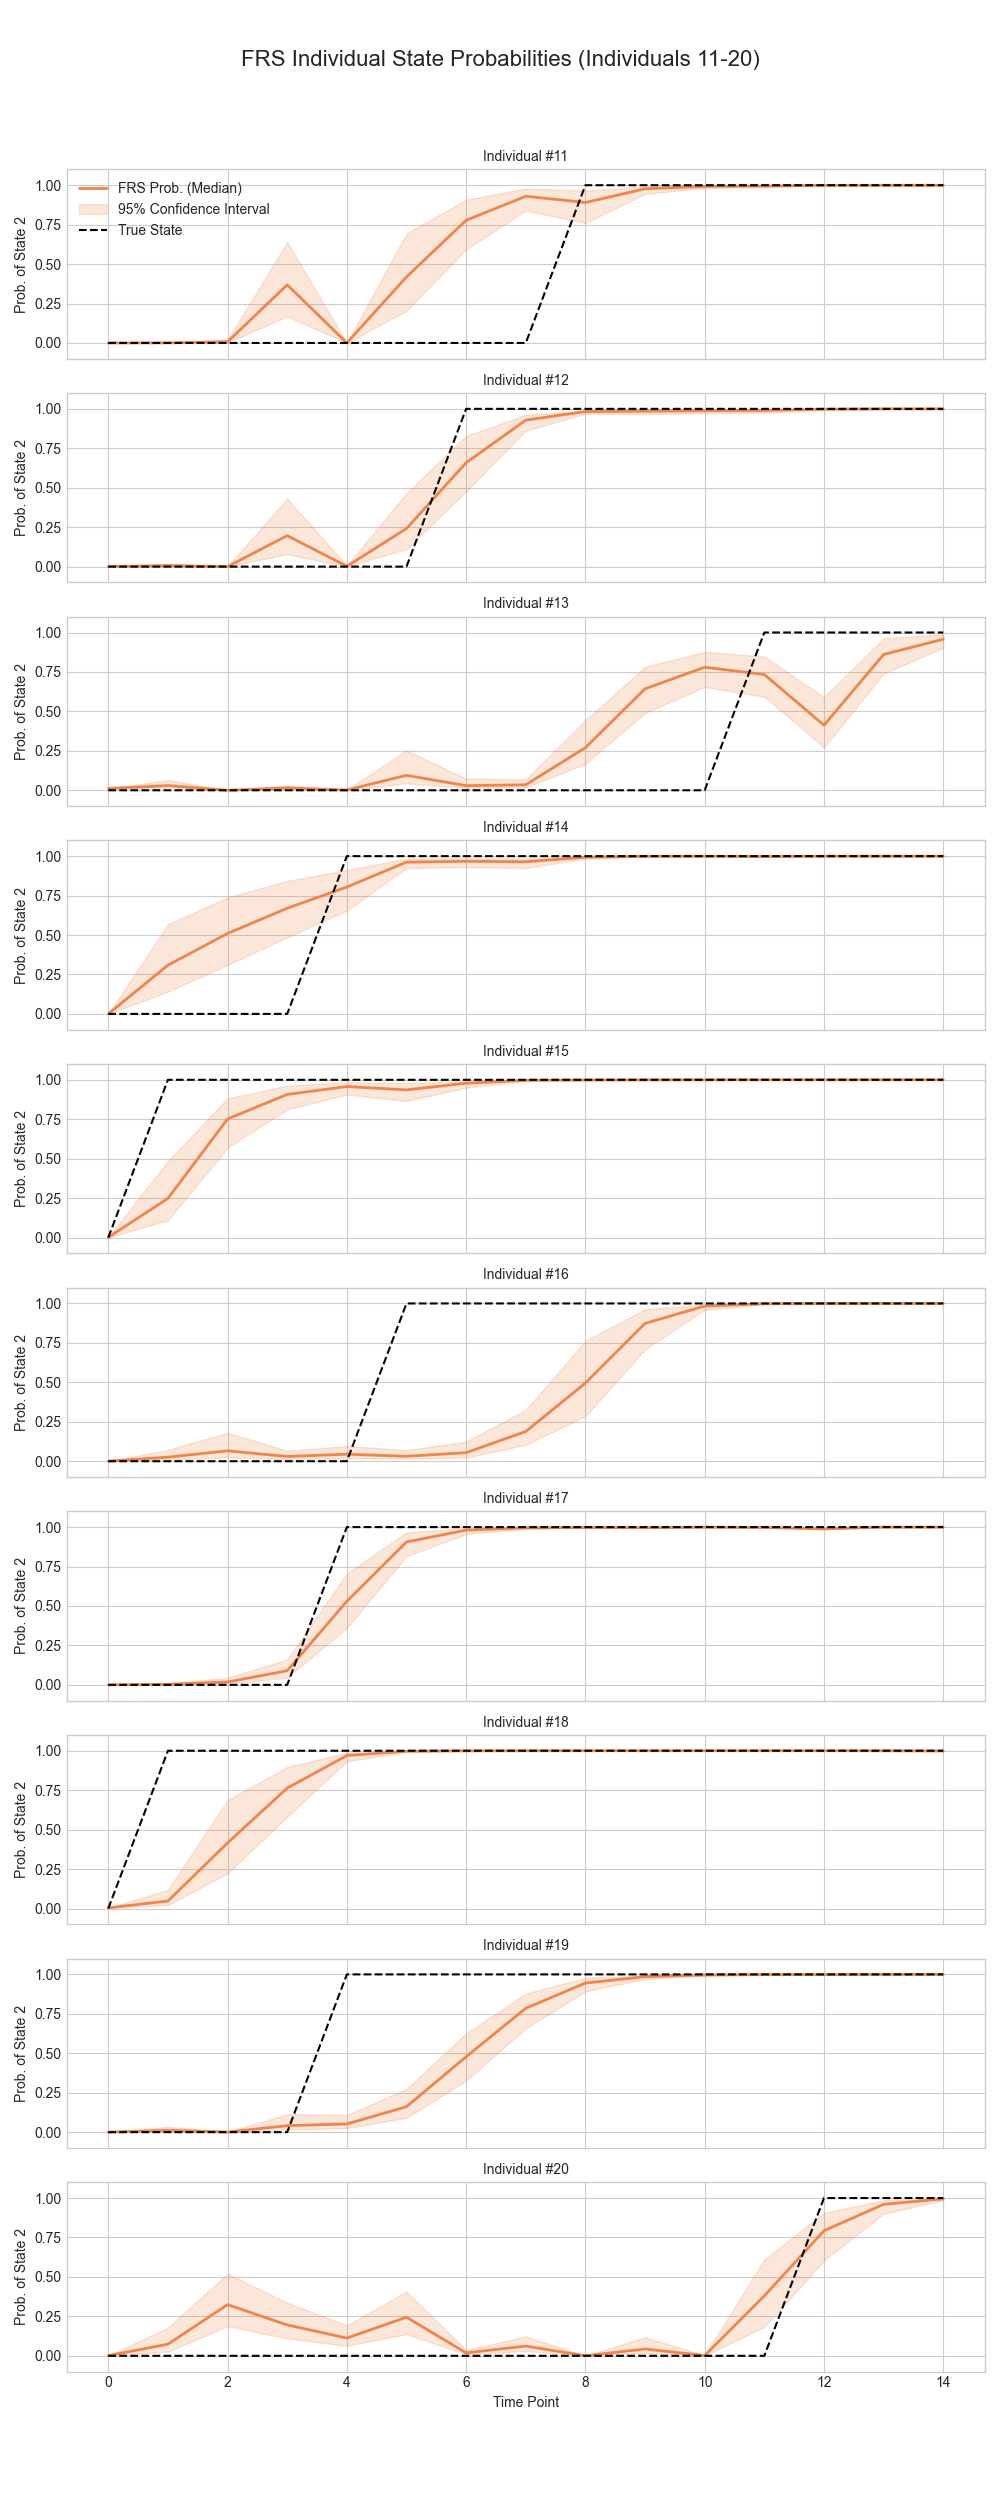 FRS Individual State Probabilities (Individuals 11-20)
Individual #11
FRS Prob. (Median)
95% Confidence Interval
True State
Prob. of State 2
1.00
0.75
0.50
0.25
0.00
Individual #12
Prob. of State 2
1.00
0.75
0.50
0.25
0.00
Individual #13
Prob. of State 2
1.00
0.75
0.50
0.25
0.00
Individual #14
Prob. of State 2
1.00
0.75
0.50
0.25
0.00
Individual #15
Prob. of State 2
1.00
0.75
0.50
0.25
0.00
Individual #16
Prob. of State 2
1.00
0.75
0.50
0.25
0.00
Individual #17
Prob. of State 2
1.00
0.75
0.50
0.25
0.00
Individual #18
Prob. of State 2
1.00
0.75
0.50
0.25
0.00
Individual #19
Prob. of State 2
1.00
0.75
0.50
0.25
0.00
Individual #20
Prob. of State 2
1.00
0.75
0.50
0.25
0.00
0 2 4 6 8 10 12 14
Time Point